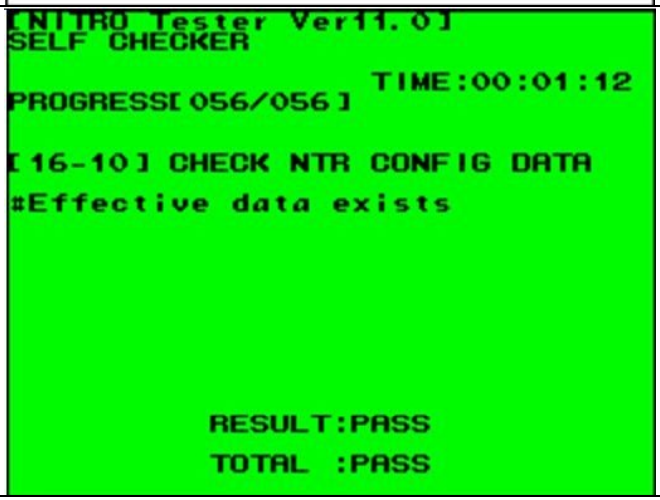 [NITRO Tester Ver11.0]
SELF CHECKER
TIME:00:01:12
PROGRESS[056/056]
[16-10] CHECK NTR CONFIG DATA
#Effective data exists
RESULT:PASS
TOTAL :PASS